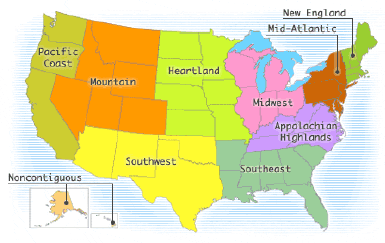 New England
Mid-Atlantic
Pacific
Coast
Heartland
Mountain
Midwest
Appalachian
Highlands
Southwest
Southeast
Noncontiguous